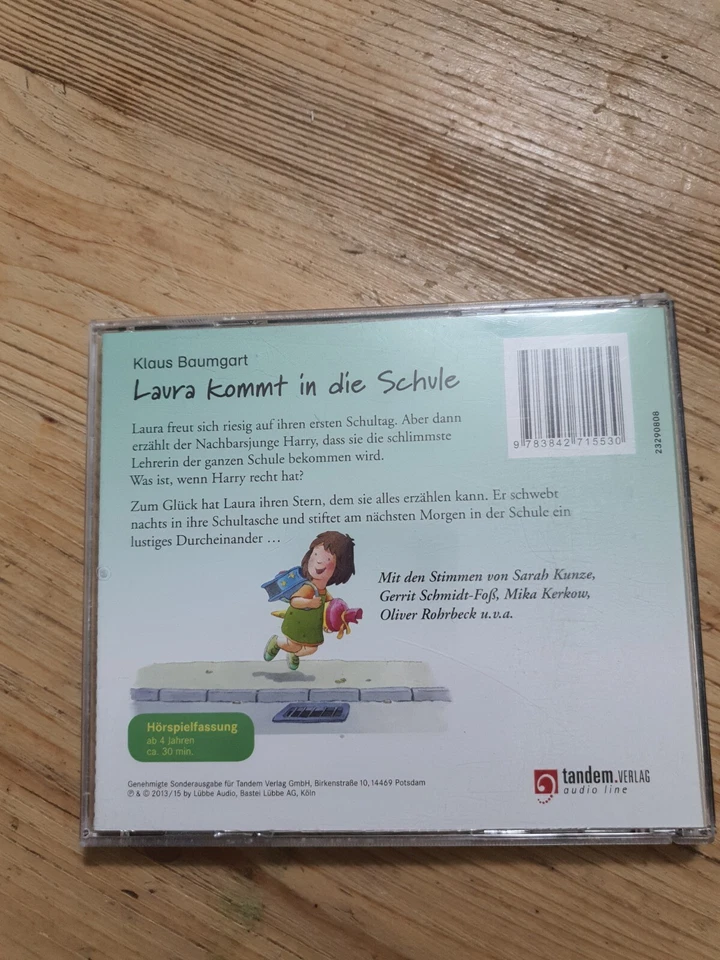 Klaus Baumgart
Laura kommt in die Schule
Laura freut sich riesig auf ihren ersten Schultag. Aber dann
erzählt der Nachbarsjunge Harry, dass sie die schlimmste
Lehrerin der ganzen Schule bekommen wird.
Was ist, wenn Harry recht hat?
Zum Glück hat Laura ihren Stern, dem sie alles erzählen kann. Er schwebt
nachts in ihre Schultasche und stiftet am nächsten Morgen in der Schule ein
lustiges Durcheinander …
9 783842 715530
23290808
Mit den Stimmen von Sarah Kunze,
Gerrit Schmidt-Foß, Mika Kerkow,
Oliver Rohrbeck u.v.a.
Hörspielfassung
ab 4 Jahren
ca. 30 min.
Genehmigte Sonderausgabe für Tandem Verlag GmbH, Birkenstraße 10, 14469 Potsdam
℗ & © 2013/15 by Lübbe Audio, Bastei Lübbe AG, Köln
tandem.VERLAG
audio line